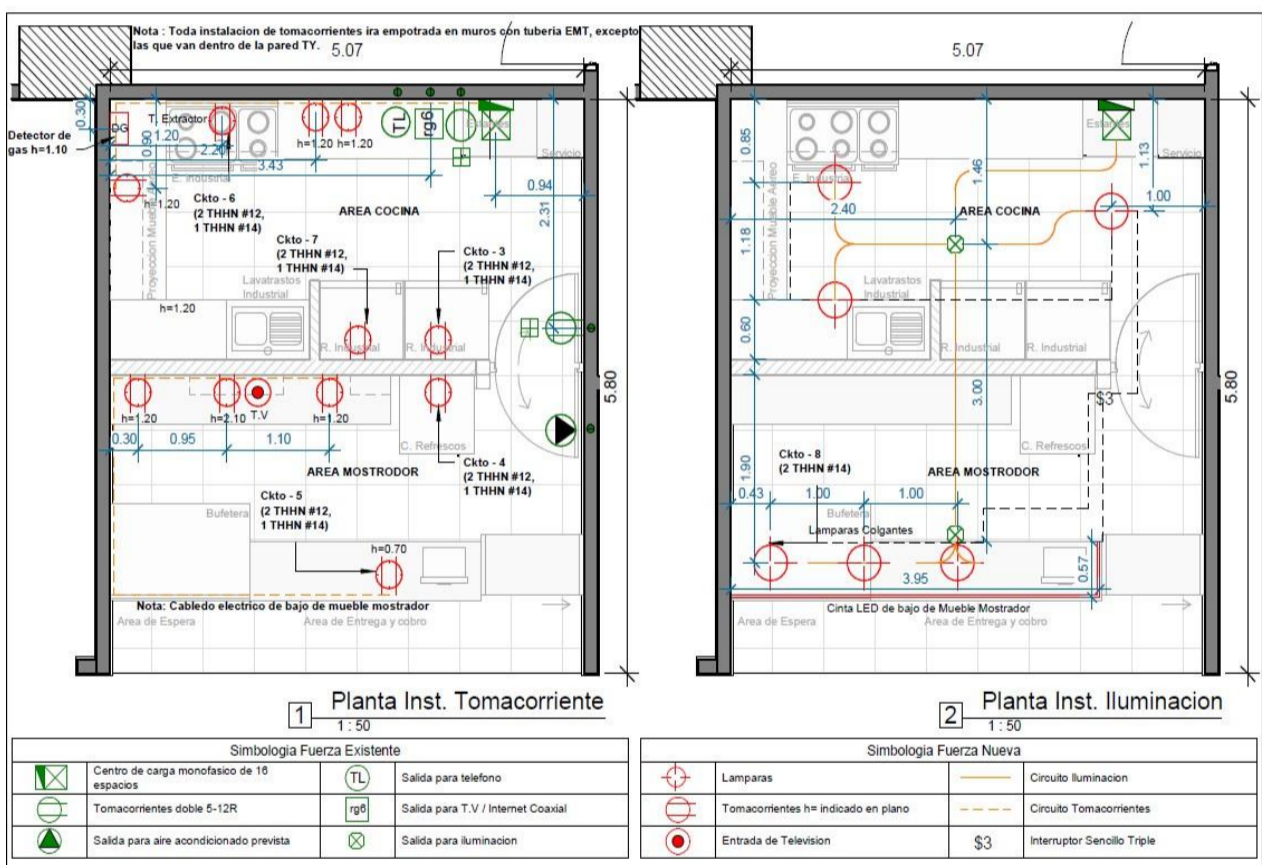 Nota : Toda instalacion de tomacorrientes ira empotrada en muros con tuberia EMT, excepto
las que van dentro de la pared TY.
5.07
0.30
Detector de
gas h=1.10
DG
T. Extractor
1.20
0.90
2.20
3.43
h=1.20
h=1.20
TL
rg6
Estantes
Servicio
E. Industrial
0.94
2.31
h=1.20
Proyeccion Mueble Aereo
AREA COCINA
Ckto - 6
(2 THHN #12,
1 THHN #14)
Ckto - 7
(2 THHN #12,
1 THHN #14)
Ckto - 3
(2 THHN #12,
1 THHN #14)
Lavatrastos
Industrial
h=1.20
R. Industrial
R. Industrial
5.80
h=1.20
h=2.10
T.V
h=1.20
0.30
0.95
1.10
C. Refrescos
AREA MOSTRODOR
Ckto - 4
(2 THHN #12,
1 THHN #14)
Ckto - 5
(2 THHN #12,
1 THHN #14)
Bufetera
h=0.70
Nota: Cabledo electrico de bajo de mueble mostrador
Area de Espera
Area de Entrega y cobro
1
Planta Inst. Tomacorriente
1 : 50
5.07
0.85
Estantes
Servicio
1.46
1.13
1.00
E. Industrial
2.40
AREA COCINA
1.18
Proyeccion Mueble Aereo
Lavatrastos
Industrial
0.60
R. Industrial
R. Industrial
3.00
$3
5.80
C. Refrescos
1.90
Ckto - 8
(2 THHN #14)
AREA MOSTRODOR
0.43
1.00
1.00
Bufetera
Lamparas Colgantes
0.57
3.95
Cinta LED de bajo de Mueble Mostrador
Area de Espera
Area de Entrega y cobro
2
Planta Inst. Iluminacion
1 : 50
Simbologia Fuerza Existente
Centro de carga monofasico de 16
espacios
TL
Salida para telefono
Tomacorrientes doble 5-12R
rg6
Salida para T.V / Internet Coaxial
Salida para aire acondicionado prevista
Salida para iluminacion
Simbologia Fuerza Nueva
Lamparas
Circuito Iluminacion
Tomacorrientes h= indicado en plano
Circuito Tomacorrientes
Entrada de Television
$3
Interruptor Sencillo Triple